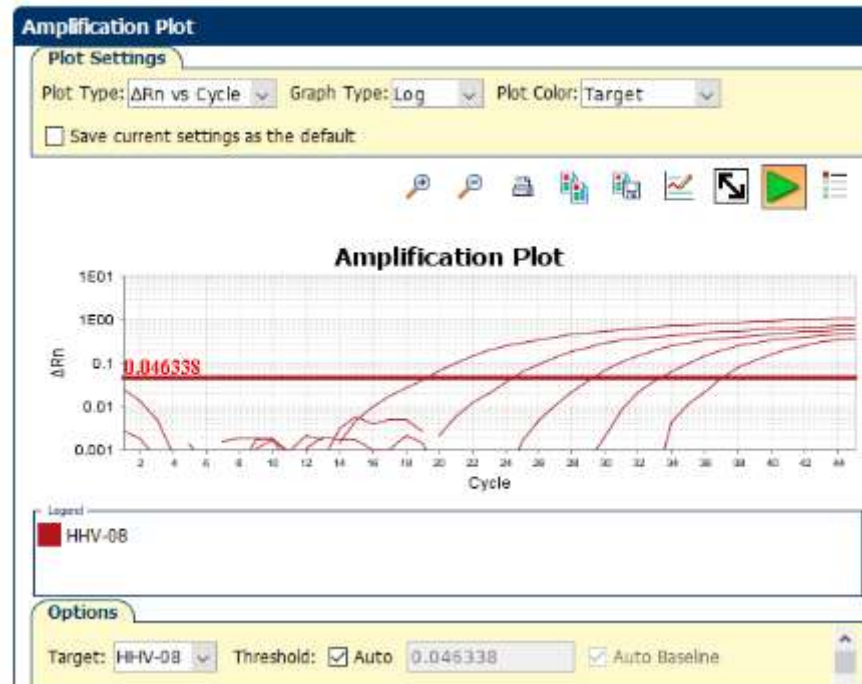 Amplification Plot
Plot Settings
Plot Type: ΔRn vs Cycle Graph Type: Log Plot Color: Target
Save current settings as the default
Amplification Plot
1E01
1E00
0.1
0.046338
0.01
0.001
ΔRn
2 4 6 8 10 12 14 16 18 20 22 24 26 28 30 32 34 36 38 40 42 44
Cycle
Legend
HHV-08
Options
Target: HHV-08 Threshold: Auto 0.046338 Auto Baseline